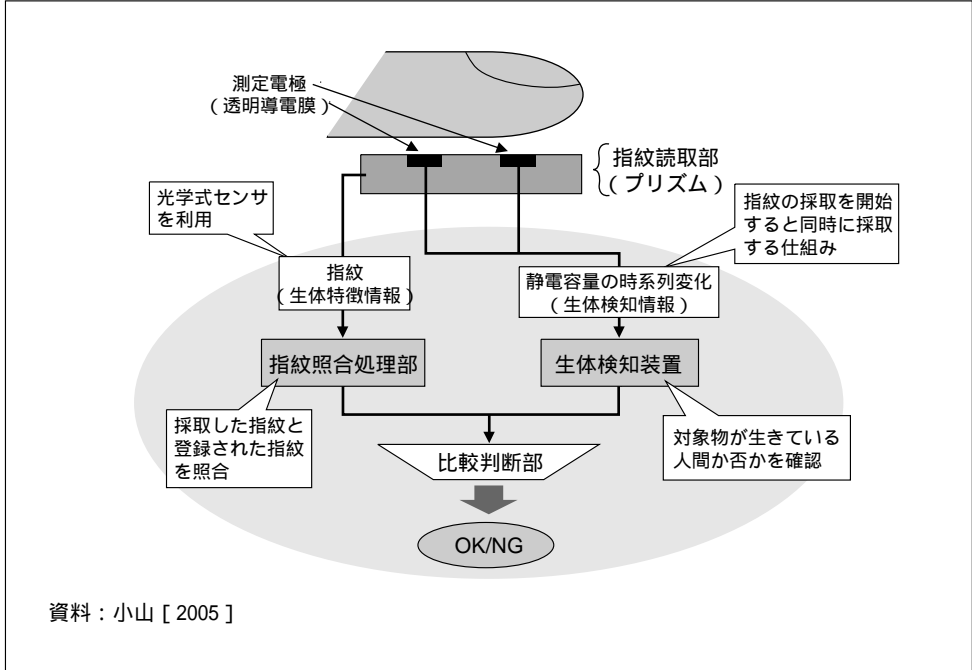 測定電極
(透明導電膜)
指紋読取部
(プリズム)
光学式センサ
を利用
指紋の採取を開始
すると同時に採取
する仕組み
指紋
(生体特徴情報)
静電容量の時系列変化
(生体検知情報)
指紋照合処理部
生体検知装置
採取した指紋と
登録された指紋
を照合
対象物が生きている
人間か否かを確認
比較判断部
OK/NG
資料:小山[2005]